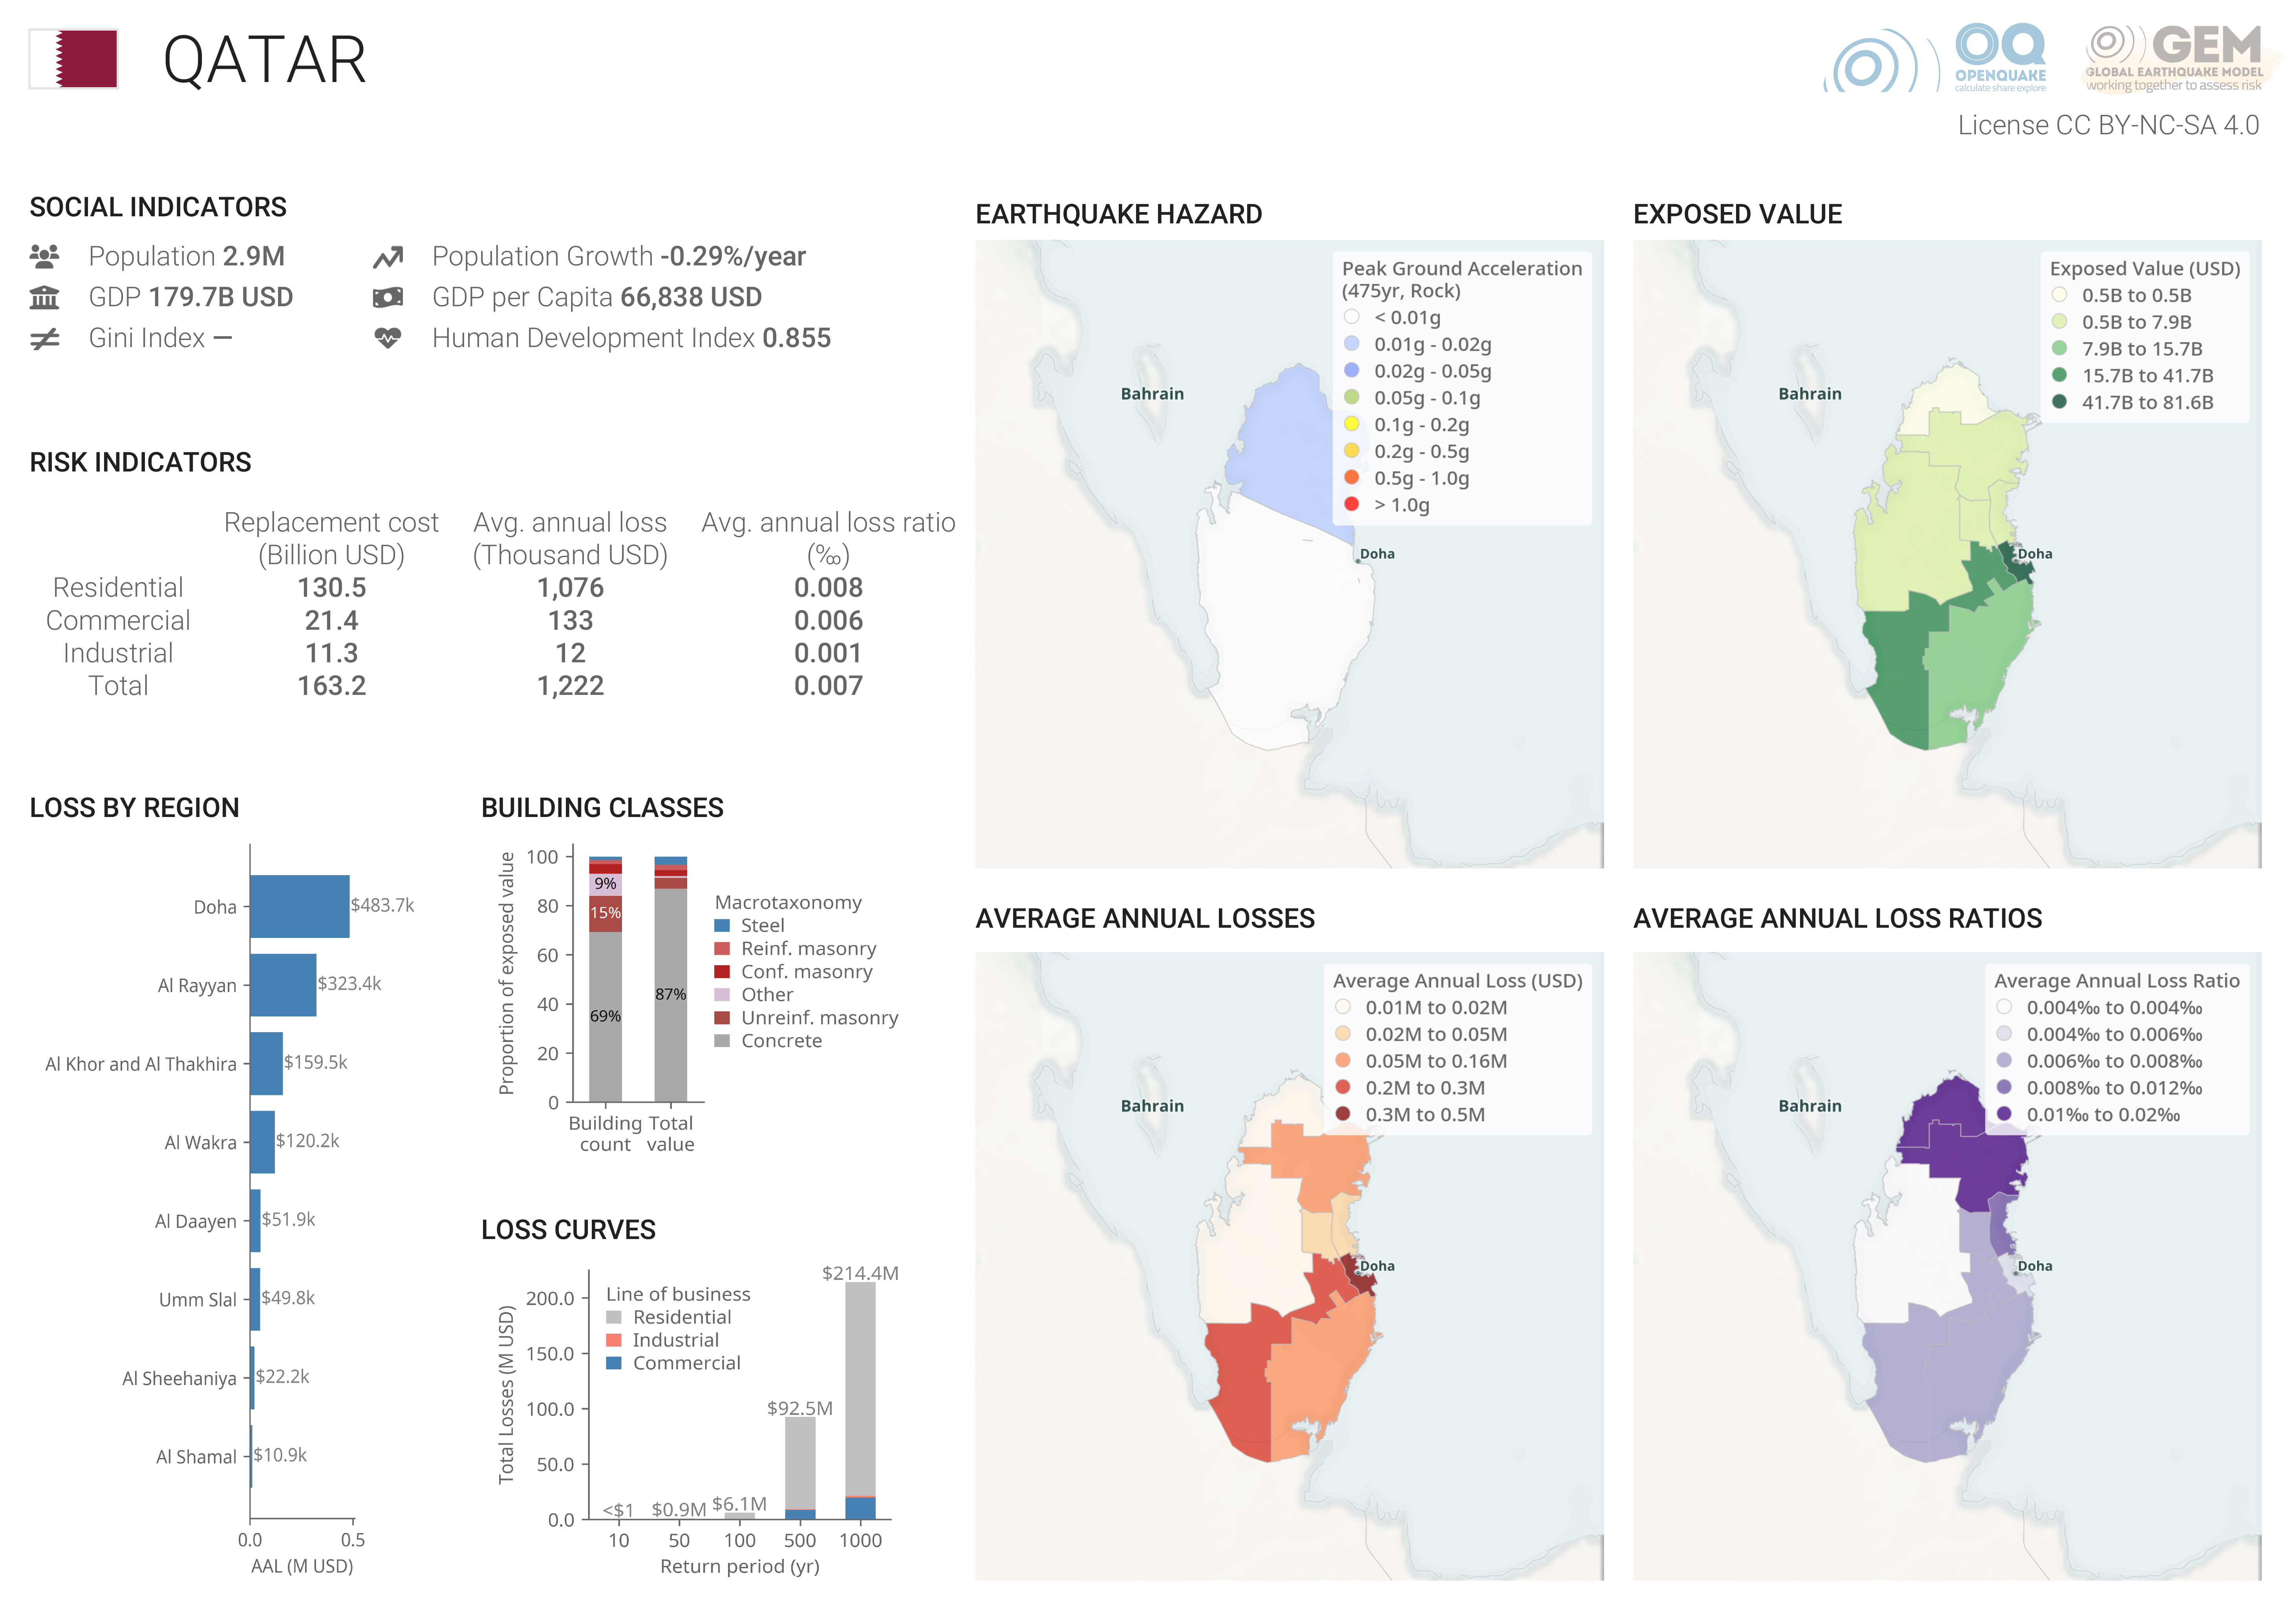 QATAR
OQ
OPENQUAKE
calculate share explore
GEM
GLOBAL EARTHQUAKE MODEL
working together to assess risk
License CC BY-NC-SA 4.0
SOCIAL INDICATORS
Population 2.9M
Population Growth -0.29%/year
GDP 179.7B USD
GDP per Capita 66,838 USD
Gini Index —
Human Development Index 0.855
RISK INDICATORS
Replacement cost (Billion USD)
Avg. annual loss (Thousand USD)
Avg. annual loss ratio (‰)
Residential 130.5 1,076 0.008
Commercial 21.4 133 0.006
Industrial 11.3 12 0.001
Total 163.2 1,222 0.007
LOSS BY REGION
Doha $483.7k
Al Rayyan $323.4k
Al Khor and Al Thakhira $159.5k
Al Wakra $120.2k
Al Daayen $51.9k
Umm Slal $49.8k
Al Sheehaniya $22.2k
Al Shamal $10.9k
0.0 0.5
AAL (M USD)
BUILDING CLASSES
Proportion of exposed value
100
80
60
40
20
0
9%
15%
69%
87%
Building count
Total value
Macrotaxonomy
Steel
Reinf. masonry
Conf. masonry
Other
Unreinf. masonry
Concrete
LOSS CURVES
Total Losses (M USD)
200.0
150.0
100.0
50.0
0.0
Line of business
Residential
Industrial
Commercial
<$1
$0.9M
$6.1M
$92.5M
$214.4M
10 50 100 500 1000
Return period (yr)
EARTHQUAKE HAZARD
Peak Ground Acceleration
(475yr, Rock)
< 0.01g
0.01g - 0.02g
0.02g - 0.05g
0.05g - 0.1g
0.1g - 0.2g
0.2g - 0.5g
0.5g - 1.0g
> 1.0g
Bahrain
Doha
EXPOSED VALUE
Exposed Value (USD)
0.5B to 0.5B
0.5B to 7.9B
7.9B to 15.7B
15.7B to 41.7B
41.7B to 81.6B
Bahrain
Doha
AVERAGE ANNUAL LOSSES
Average Annual Loss (USD)
0.01M to 0.02M
0.02M to 0.05M
0.05M to 0.16M
0.2M to 0.3M
0.3M to 0.5M
Bahrain
Doha
AVERAGE ANNUAL LOSS RATIOS
Average Annual Loss Ratio
0.004‰ to 0.004‰
0.004‰ to 0.006‰
0.006‰ to 0.008‰
0.008‰ to 0.012‰
0.01‰ to 0.02‰
Bahrain
Doha